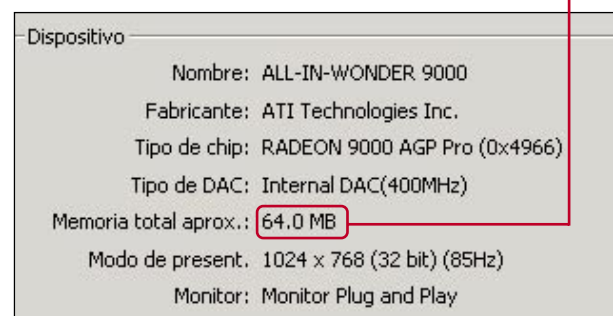 Dispositivo
Nombre: ALL-IN-WONDER 9000
Fabricante: ATI Technologies Inc.
Tipo de chip: RADEON 9000 AGP Pro (0x4966)
Tipo de DAC: Internal DAC(400MHz)
Memoria total aprox.: 64.0 MB
Modo de present. 1024 x 768 (32 bit) (85Hz)
Monitor: Monitor Plug and Play